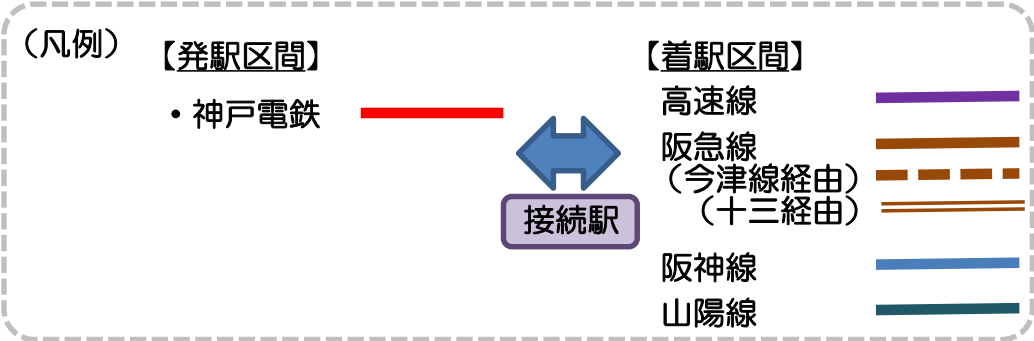 （凡例）
【発駅区間】
・神戸電鉄
接続駅
【着駅区間】
高速線
阪急線
（今津線経由）
（十三経由）
阪神線
山陽線